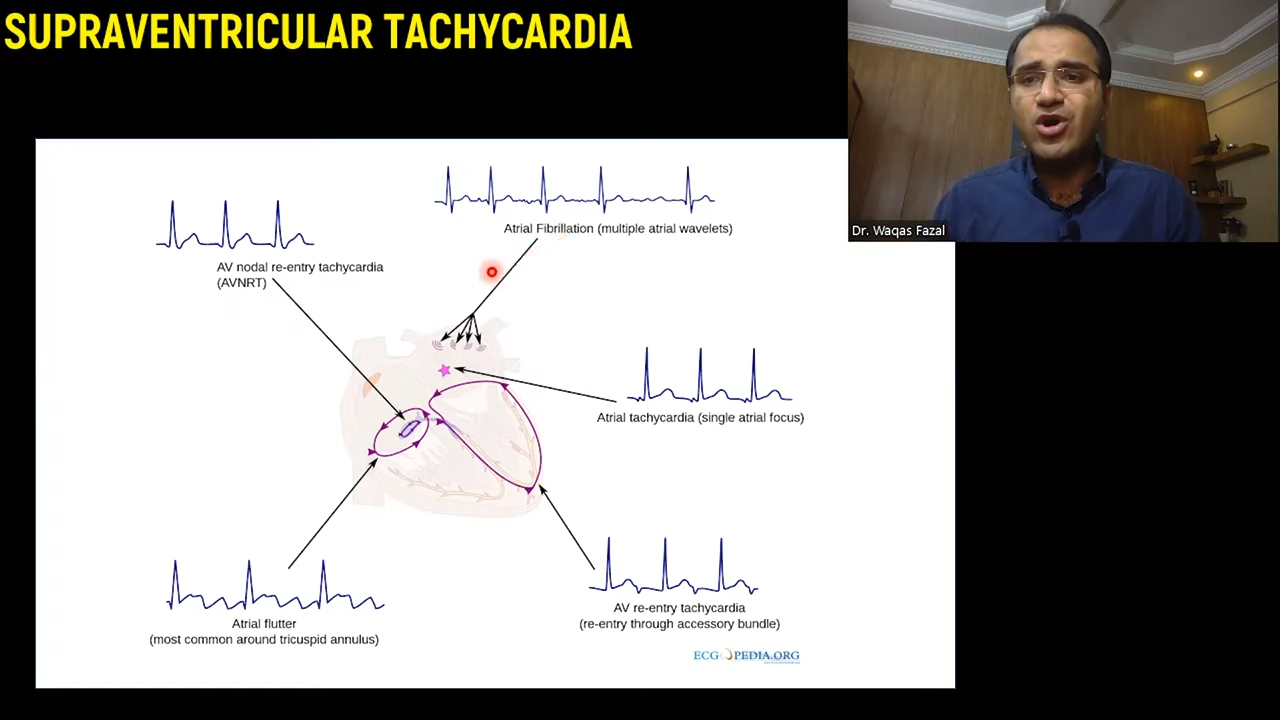 SUPRAVENTRICULAR TACHYCARDIA
Dr. Waqas Fazal
Atrial Fibrillation (multiple atrial wavelets)
AV nodal re-entry tachycardia
(AVNRT)
Atrial tachycardia (single atrial focus)
AV re-entry tachycardia
(re-entry through accessory bundle)
Atrial flutter
(most common around tricuspid annulus)
ECGPEDIA.ORG